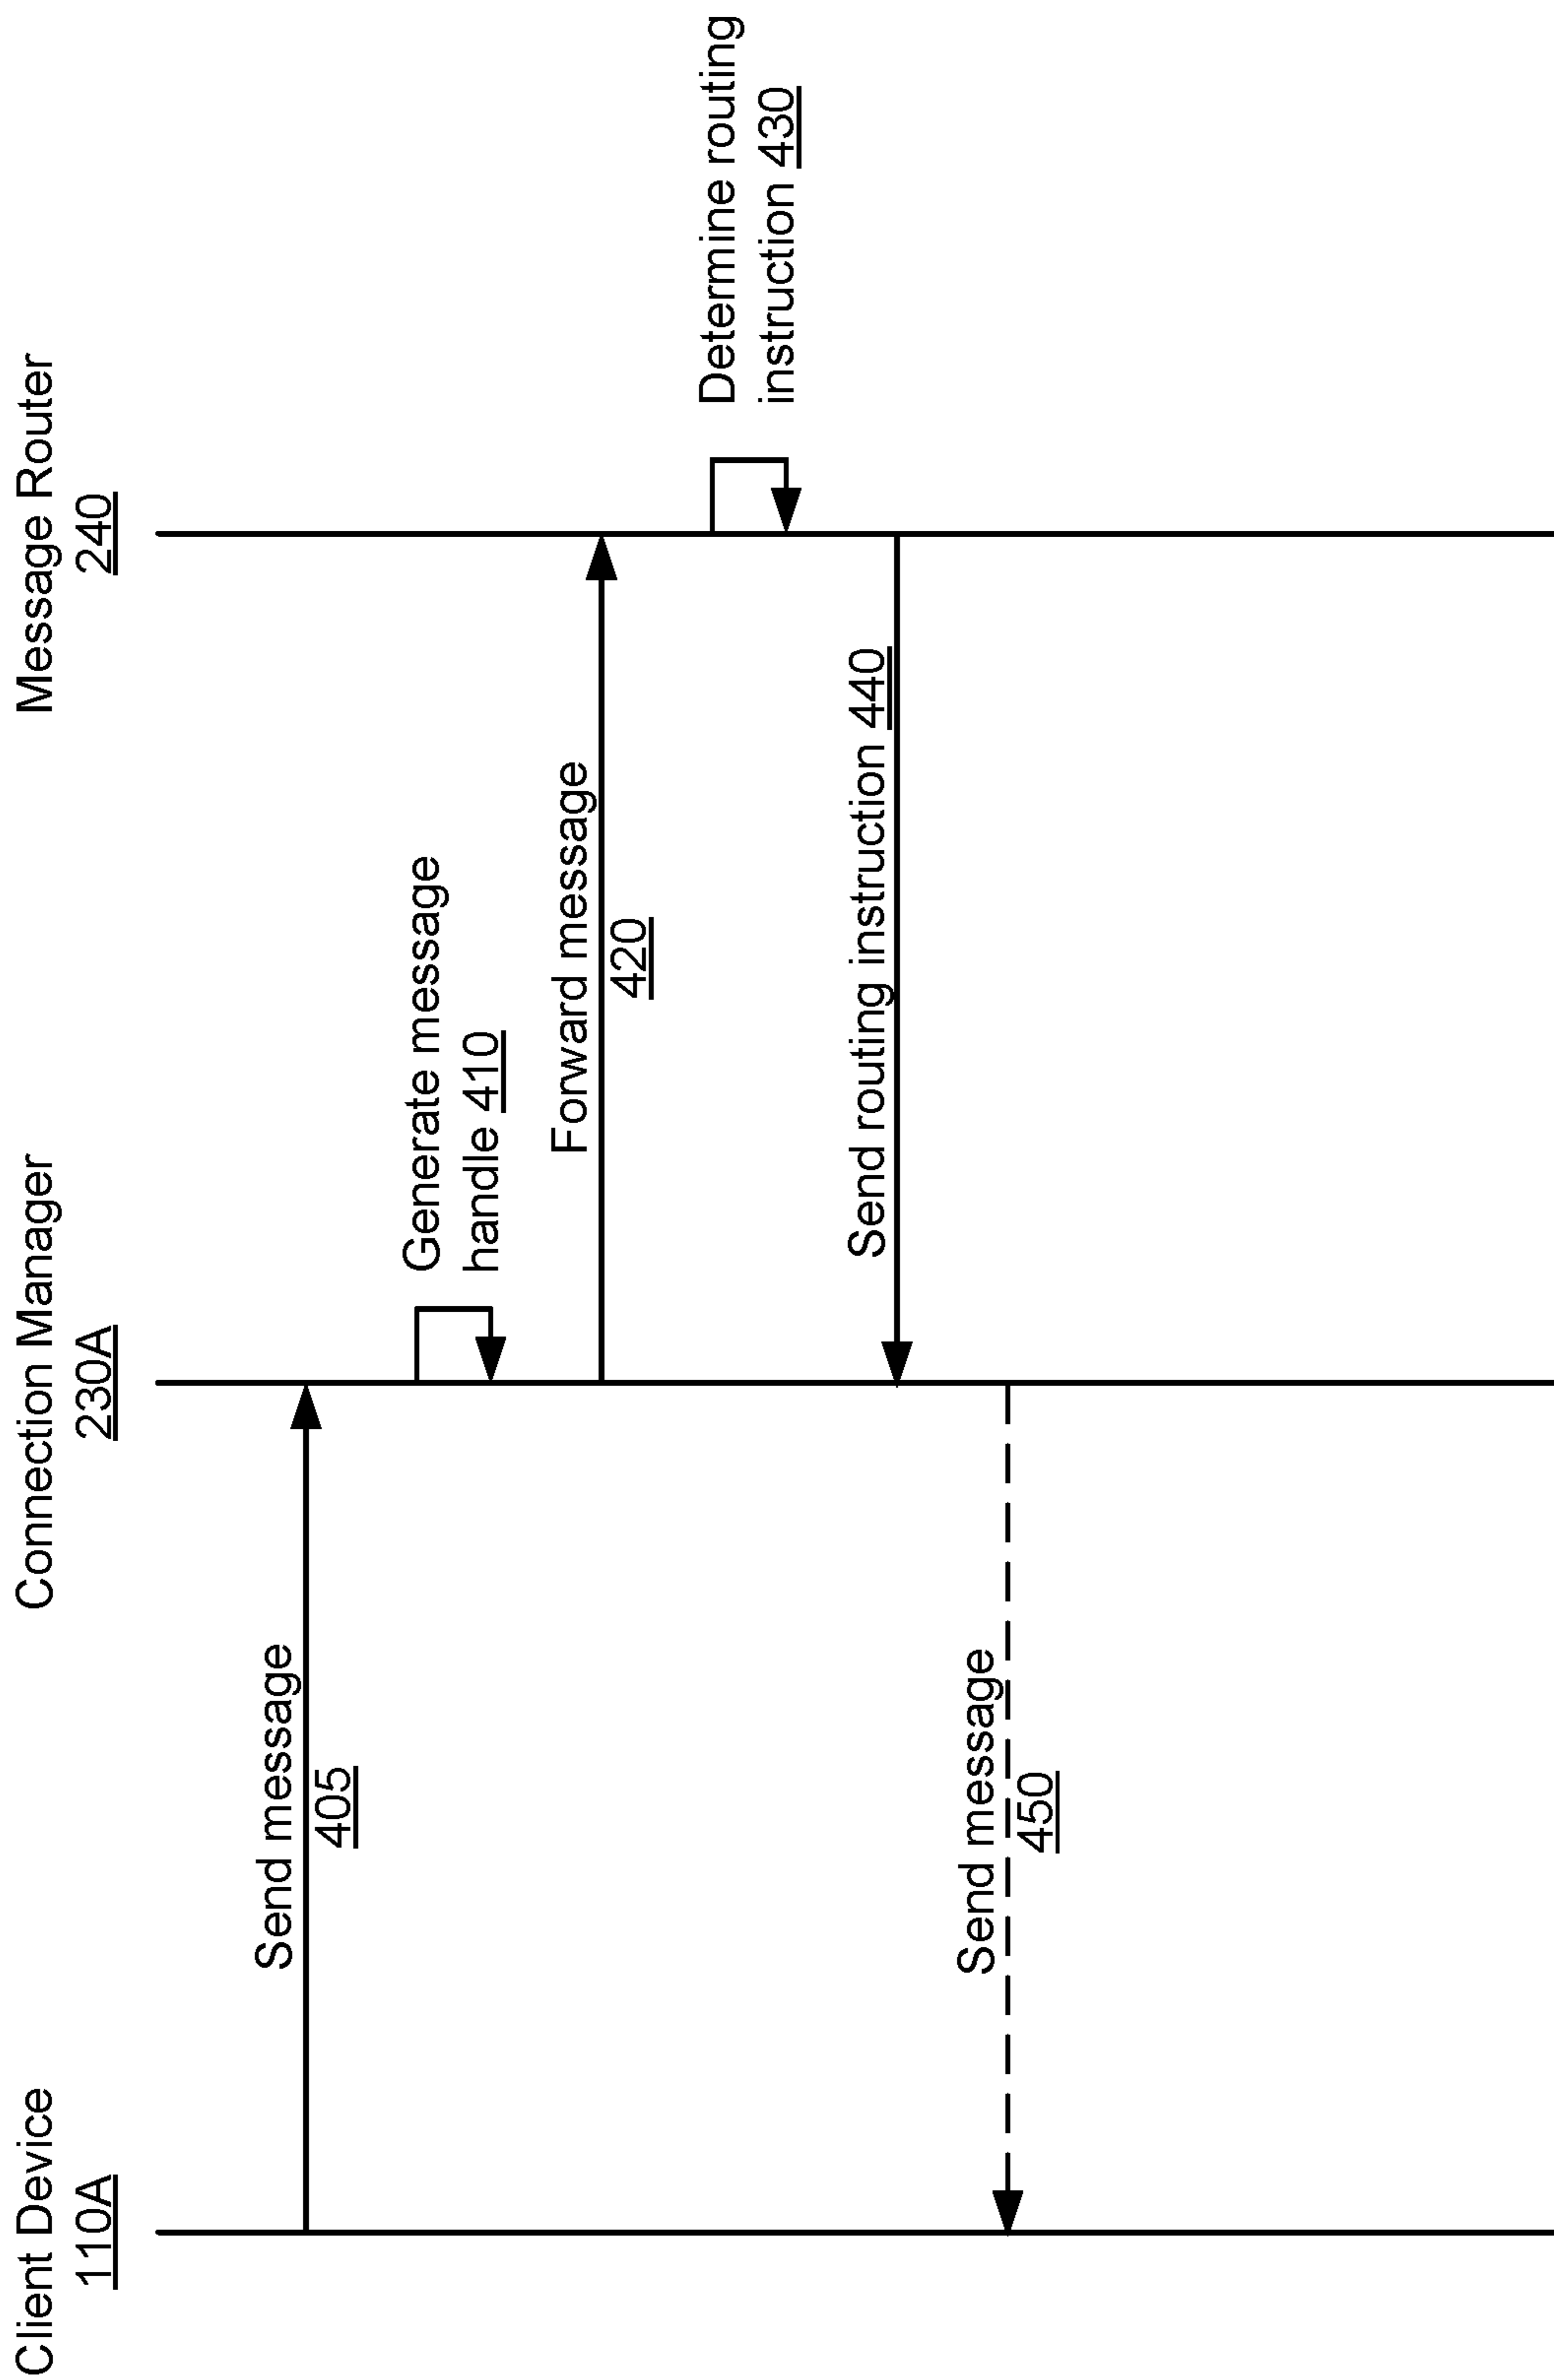 Client Device
110A
Connection Manager
230A
Message Router
240
Send message
405
Generate message
handle 410
Forward message
420
Determine routing
instruction 430
Send routing instruction 440
Send message
450